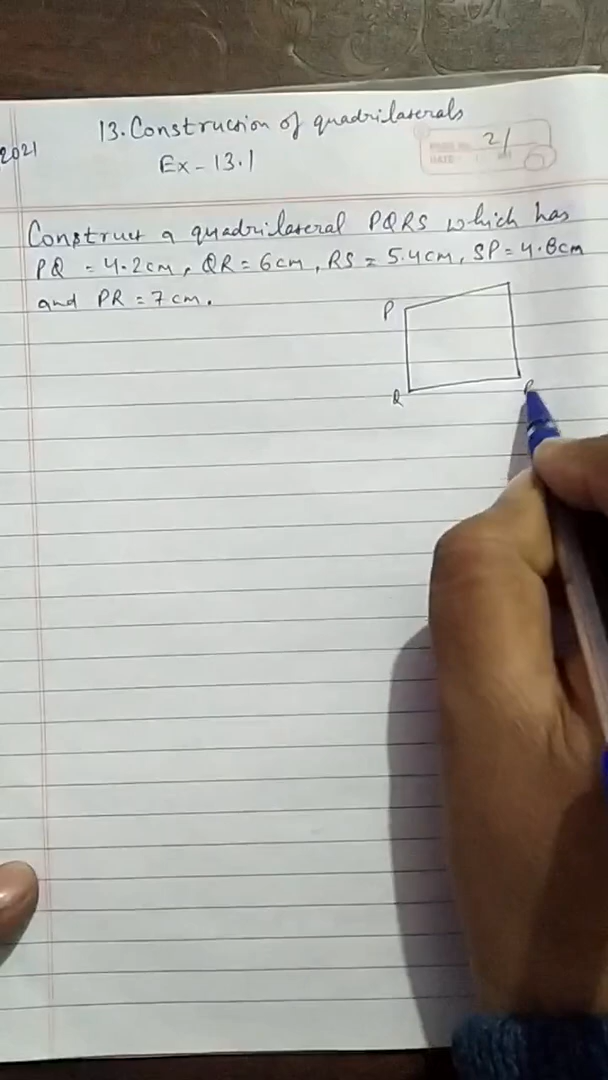 13. Construction of quadrilaterals
2021
Ex - 13.1
21
Construct a quadrilateral PQRS which has
PQ = 4.2cm, QR = 6cm, RS = 5.4cm, SP = 4.8cm
and PR = 7cm.
P
Q